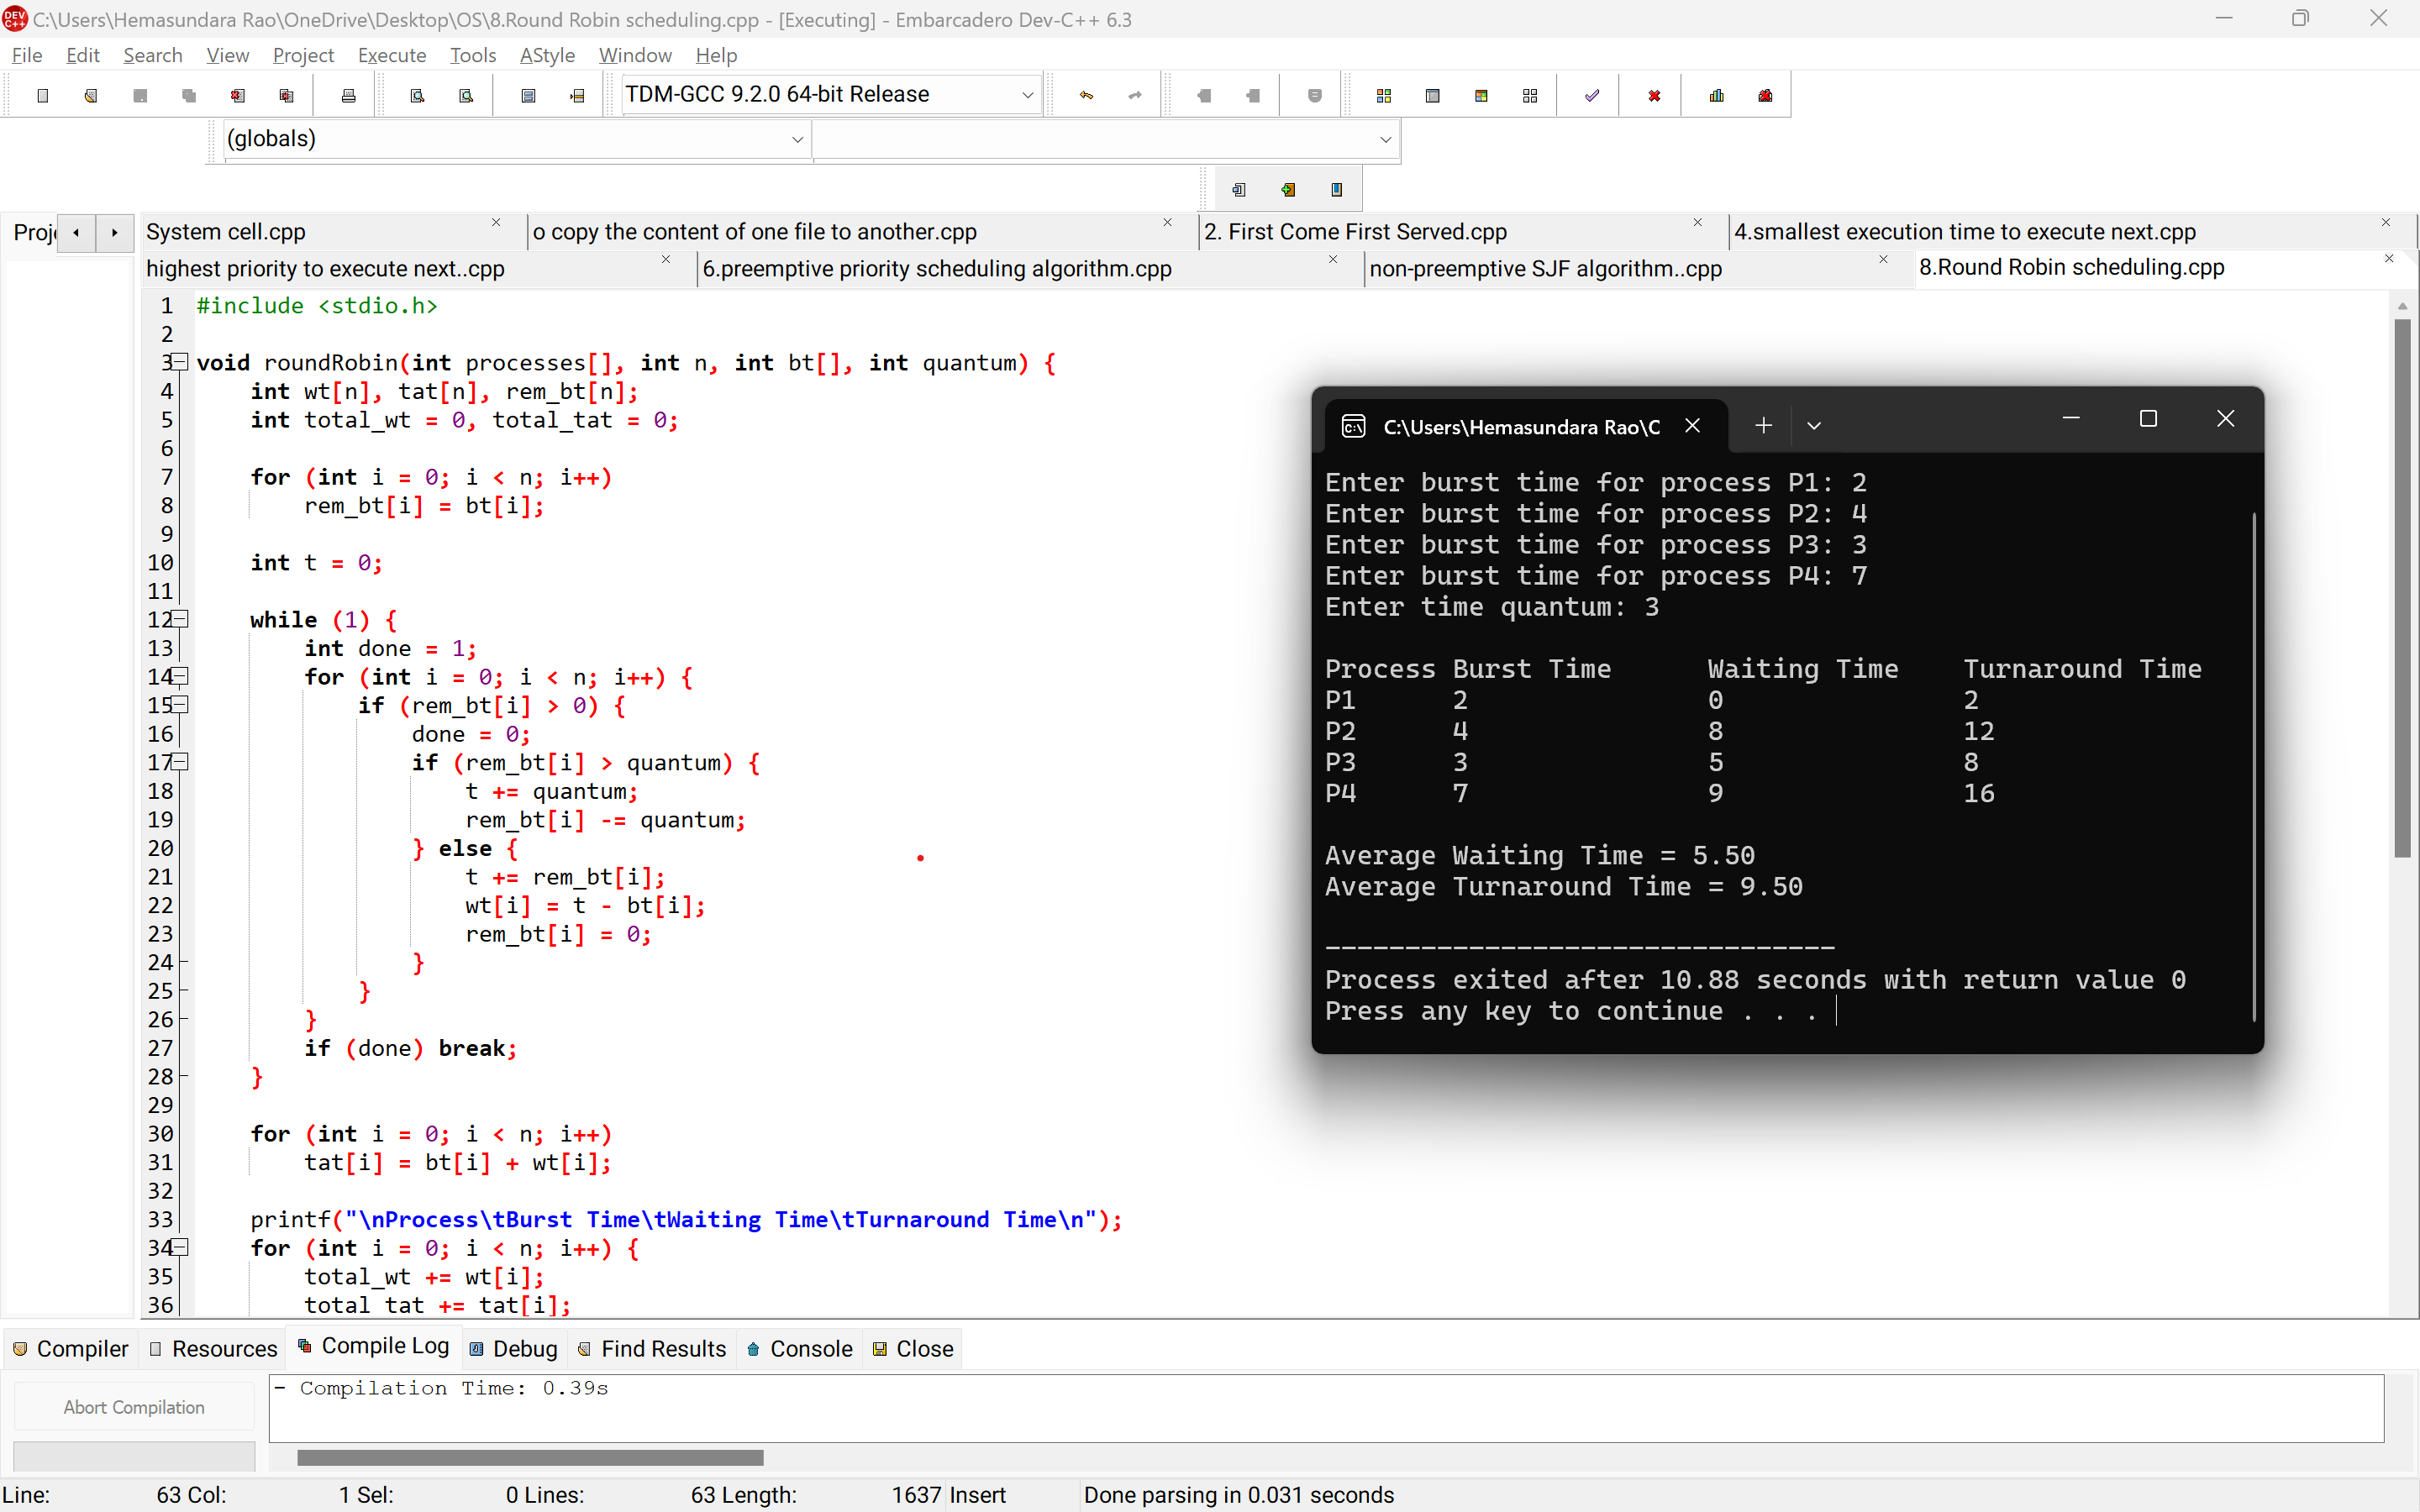 C:\Users\Hemasundara Rao\OneDrive\Desktop\OS\8.Round Robin scheduling.cpp - [Executing] - Embarcadero Dev-C++ 6.3
File Edit Search View Project Execute Tools AStyle Window Help
TDM-GCC 9.2.0 64-bit Release
(globals)
Proj System cell.cpp o copy the content of one file to another.cpp 2. First Come First Served.cpp 4.smallest execution time to execute next.cpp
highest priority to execute next..cpp 6.preemptive priority scheduling algorithm.cpp non-preemptive SJF algorithm..cpp 8.Round Robin scheduling.cpp
1 #include <stdio.h>
2
3 void roundRobin(int processes[], int n, int bt[], int quantum) {
4 int wt[n], tat[n], rem_bt[n];
5 int total_wt = 0, total_tat = 0;
6
7 for (int i = 0; i < n; i++)
8 rem_bt[i] = bt[i];
9
10 int t = 0;
11
12 while (1) {
13 int done = 1;
14 for (int i = 0; i < n; i++) {
15 if (rem_bt[i] > 0) {
16 done = 0;
17 if (rem_bt[i] > quantum) {
18 t += quantum;
19 rem_bt[i] -= quantum;
20 } else {
21 t += rem_bt[i];
22 wt[i] = t - bt[i];
23 rem_bt[i] = 0;
24 }
25 }
26 }
27 if (done) break;
28 }
29
30 for (int i = 0; i < n; i++)
31 tat[i] = bt[i] + wt[i];
32
33 printf("\nProcess\tBurst Time\tWaiting Time\tTurnaround Time\n");
34 for (int i = 0; i < n; i++) {
35 total_wt += wt[i];
36 total_tat += tat[i];
C:\Users\Hemasundara Rao\C
Enter burst time for process P1: 2
Enter burst time for process P2: 4
Enter burst time for process P3: 3
Enter burst time for process P4: 7
Enter time quantum: 3
Process Burst Time Waiting Time Turnaround Time
P1 2 0 2
P2 4 8 12
P3 3 5 8
P4 7 9 16
Average Waiting Time = 5.50
Average Turnaround Time = 9.50
--------------------------------
Process exited after 10.88 seconds with return value 0
Press any key to continue . . .
Compiler Resources Compile Log Debug Find Results Console Close
Abort Compilation
- Compilation Time: 0.39s
Line: 63 Col: 1 Sel: 0 Lines: 63 Length: 1637 Insert Done parsing in 0.031 seconds